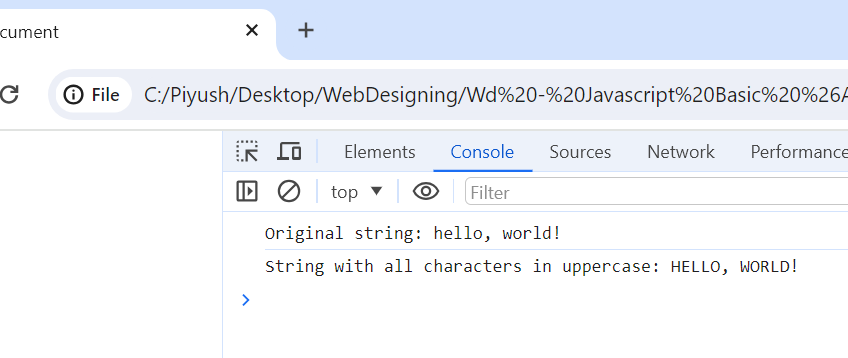 cument
File C:/Piyush/Desktop/WebDesigning/Wd%20-%20Javascript%20Basic%20%26A
Elements Console Sources Network Performance
top Filter
Original string: hello, world!
String with all characters in uppercase: HELLO, WORLD!